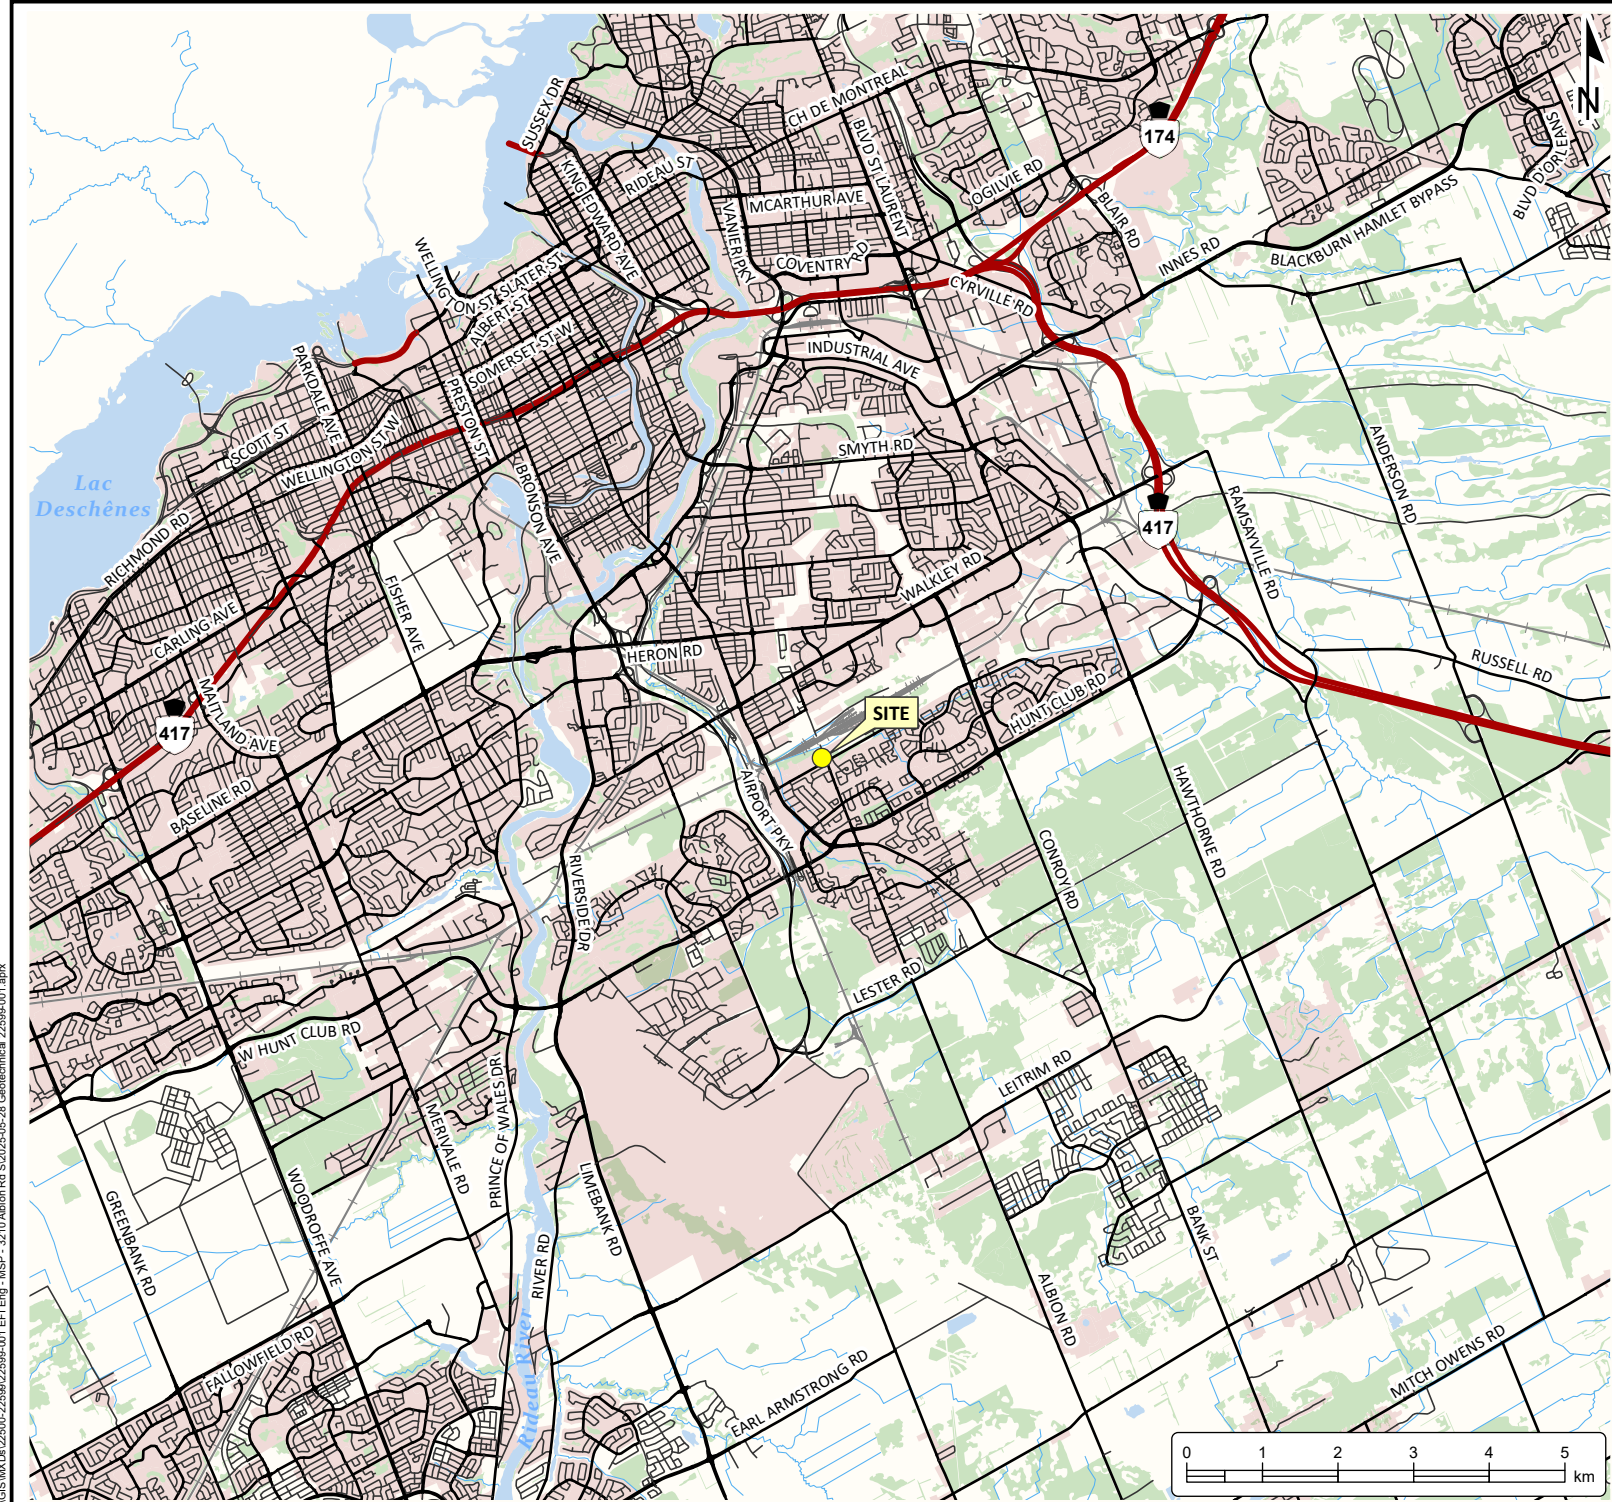 SUSSEX DR
CH DE MONTREAL
BLVD ST LAURENT
174
N
BLVD D'ORLEANS
KING EDWARD AVE
RIDEAU ST
MCARTHUR AVE
OGILVIE RD
BLAIR RD
VANIER PKY
COVENTRY RD
INNES RD
BLACKBURN HAMLET BYPASS
WELLINGTON ST
SLATER ST
ALBERT ST
CYRVILLE RD
SOMERSET ST W
INDUSTRIAL AVE
PARKDALE AVE
PRESTON ST
SCOTT ST
WELLINGTON ST W
SMYTH RD
ANDERSON RD
Lac
Deschênes
BRONSON AVE
RICHMOND RD
417
RAMSAYVILLE RD
FISHER AVE
WALKLEY RD
CARLING AVE
HERON RD
RUSSELL RD
MAITLAND AVE
417
HUNT CLUB RD
SITE
BASELINE RD
AIRPORT PKY
HAWTHORNE RD
CONROY RD
RIVERSIDE DR
LESTER RD
W HUNT CLUB RD
LEITRIM RD
MERIVALE RD
PRINCE OF WALES DR
GREENBANK RD
WOODROFFE AVE
LIMEBANK RD
BANK ST
RIVER RD
ALBION RD
Rideau River
FALLOWFIELD RD
EARL ARMSTRONG RD
MITCH OWENS RD
0 1 2 3 4 5
km